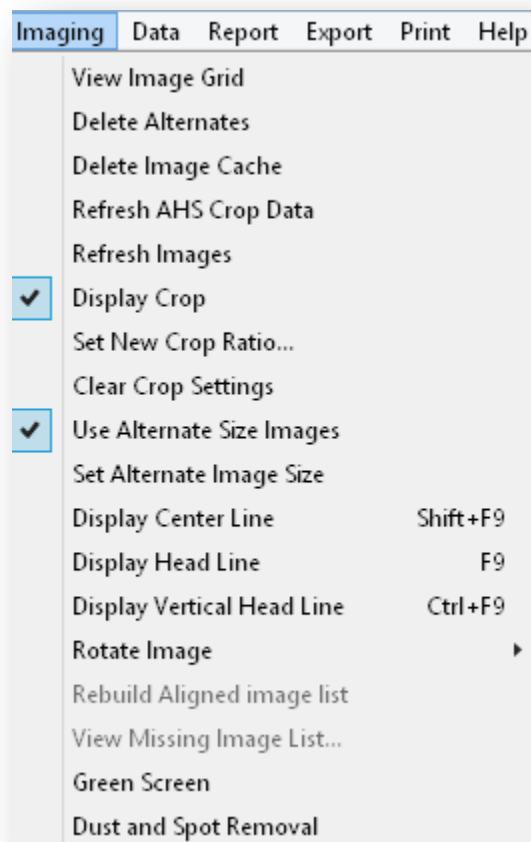 Imaging Data Report Export Print Help
View Image Grid
Delete Alternates
Delete Image Cache
Refresh AHS Crop Data
Refresh Images
Display Crop
Set New Crop Ratio...
Clear Crop Settings
Use Alternate Size Images
Set Alternate Image Size
Display Center Line Shift+F9
Display Head Line F9
Display Vertical Head Line Ctrl+F9
Rotate Image
Rebuild Aligned image list
View Missing Image List...
Green Screen
Dust and Spot Removal